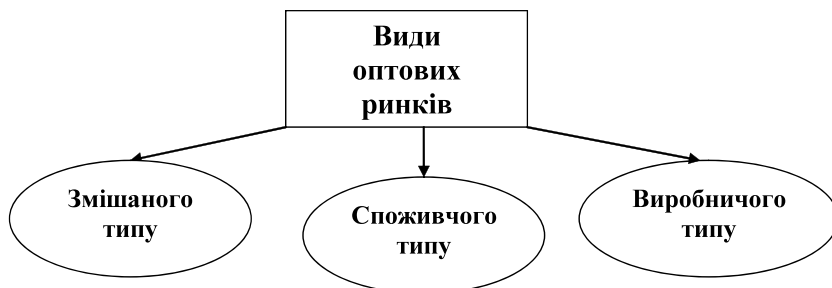 Види
оптових
ринків
Змішаного
типу
Споживчого
типу
Виробничого
типу